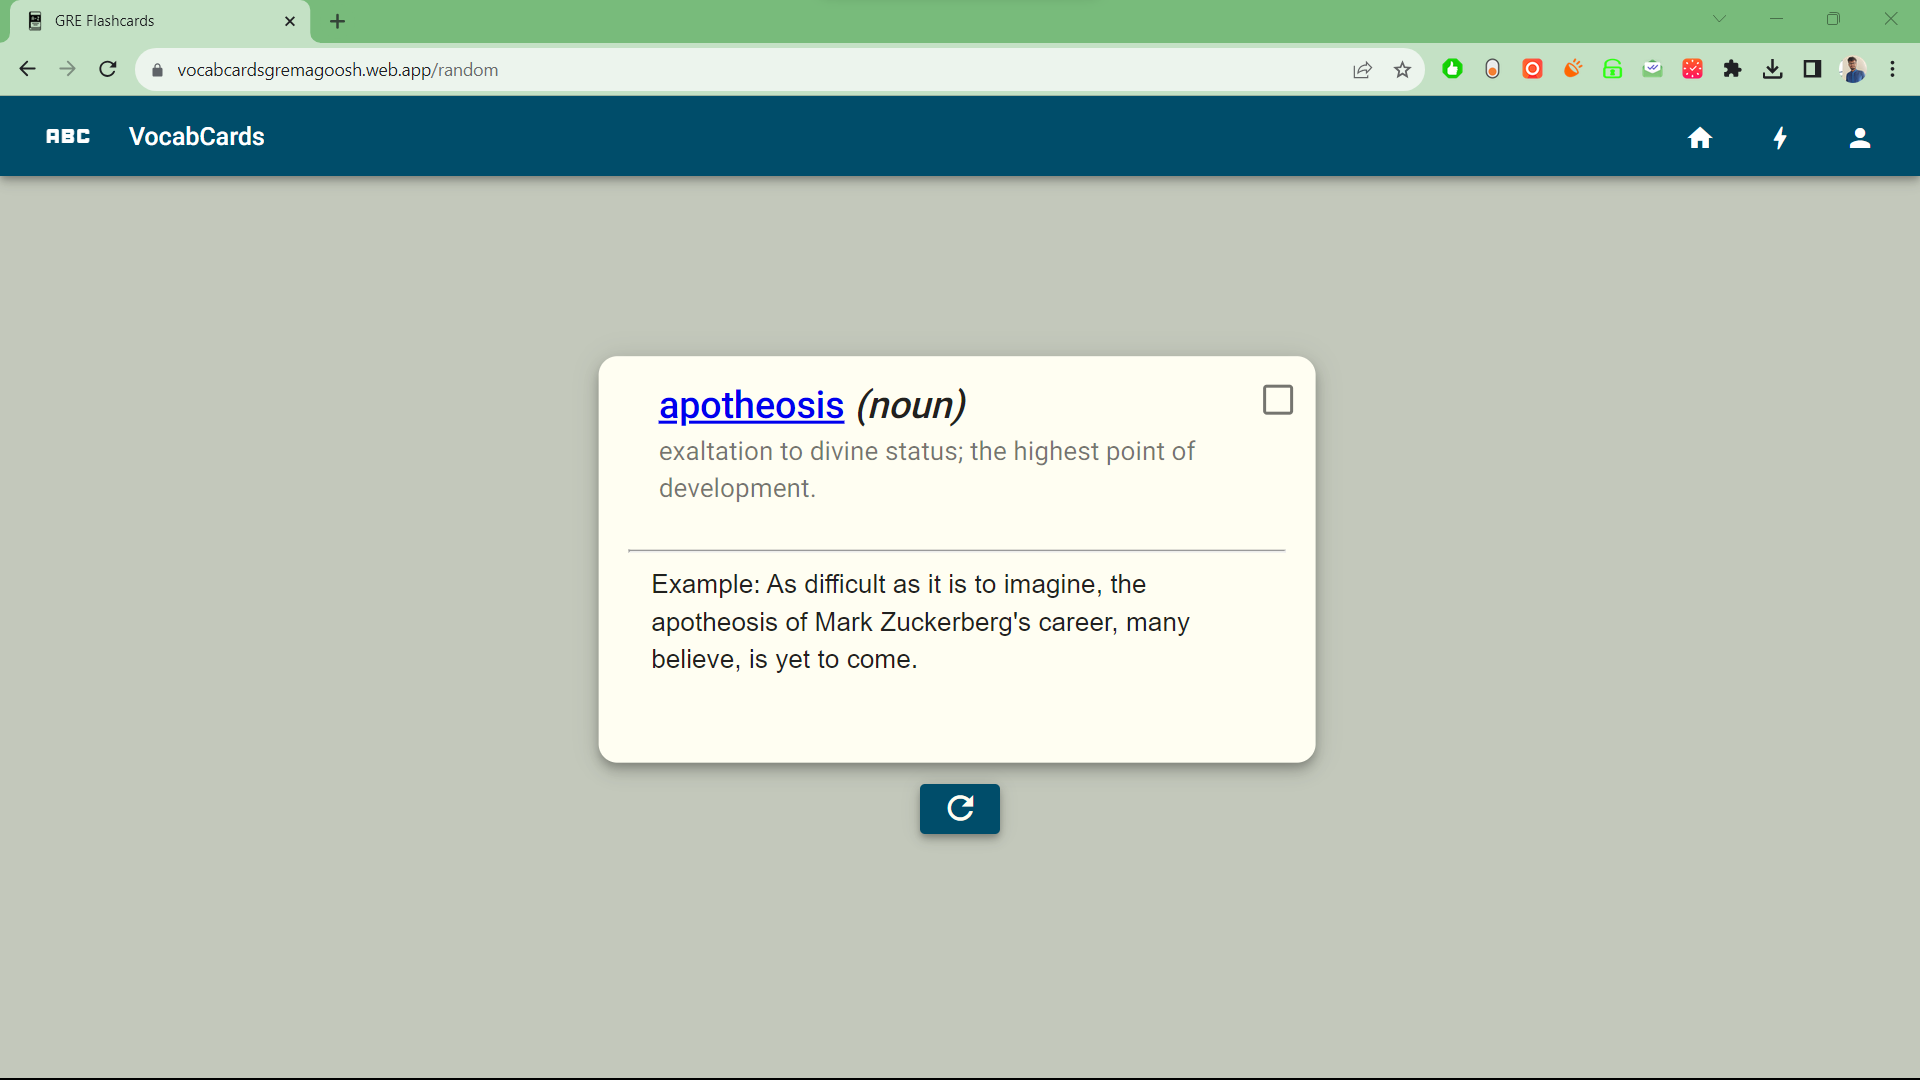 GRE Flashcards
vocabcardsgremagoosh.web.app/random
ABC VocabCards
apotheosis (noun)
exaltation to divine status; the highest point of
development.
Example: As difficult as it is to imagine, the
apotheosis of Mark Zuckerberg's career, many
believe, is yet to come.